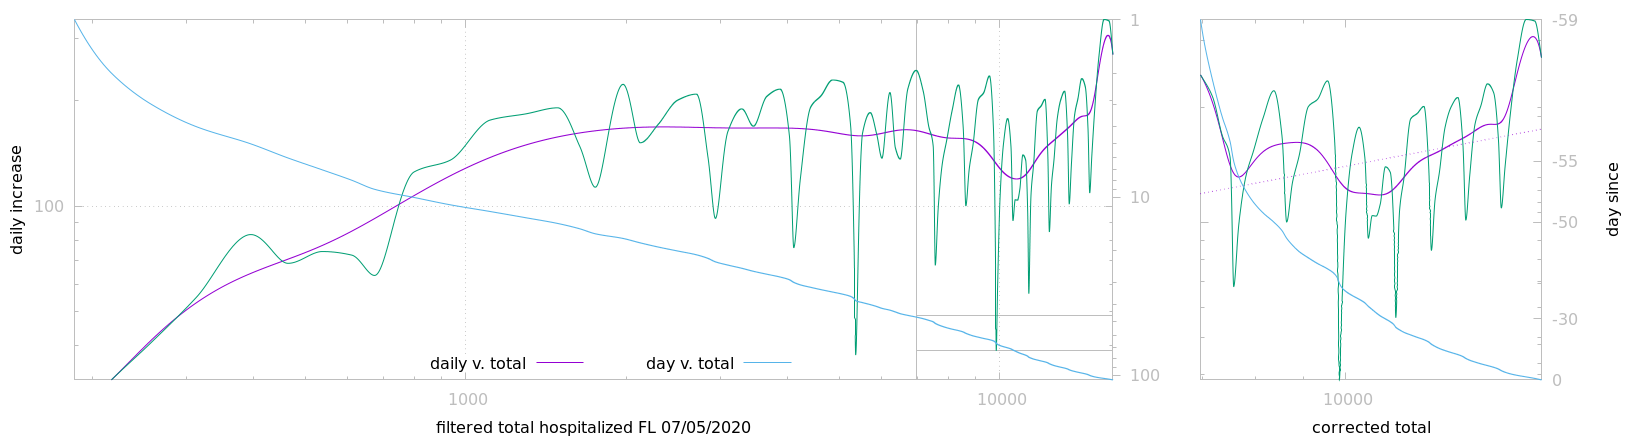 1
-59
-55
daily increase
100
10
-50
day since
-30
daily v. total
day v. total
100
0
1000
10000
10000
filtered total hospitalized FL 07/05/2020
corrected total